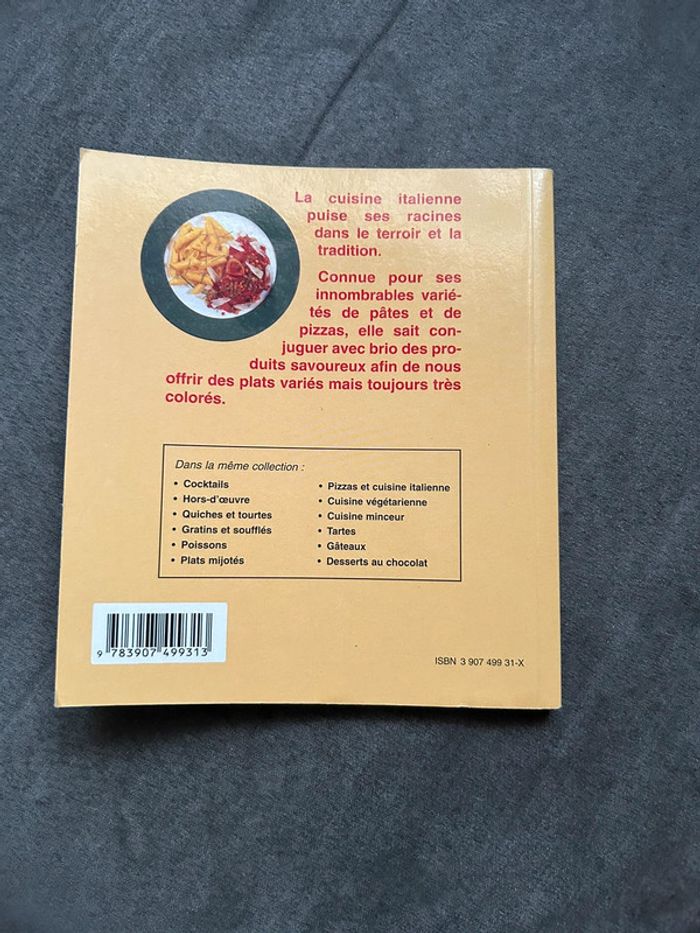 La cuisine italienne
puise ses racines
dans le terroir et la
tradition.
Connue pour ses
innombrables varié-
tés de pâtes et de
pizzas, elle sait con-
juguer avec brio des pro-
duits savoureux afin de nous
offrir des plats variés mais toujours très
colorés.
Dans la même collection :
• Cocktails
• Hors-d'œuvre
• Quiches et tourtes
• Gratins et soufflés
• Poissons
• Plats mijotés
• Pizzas et cuisine italienne
• Cuisine végétarienne
• Cuisine minceur
• Tartes
• Gâteaux
• Desserts au chocolat
9 783907 499313
ISBN 3 907 499 31-X